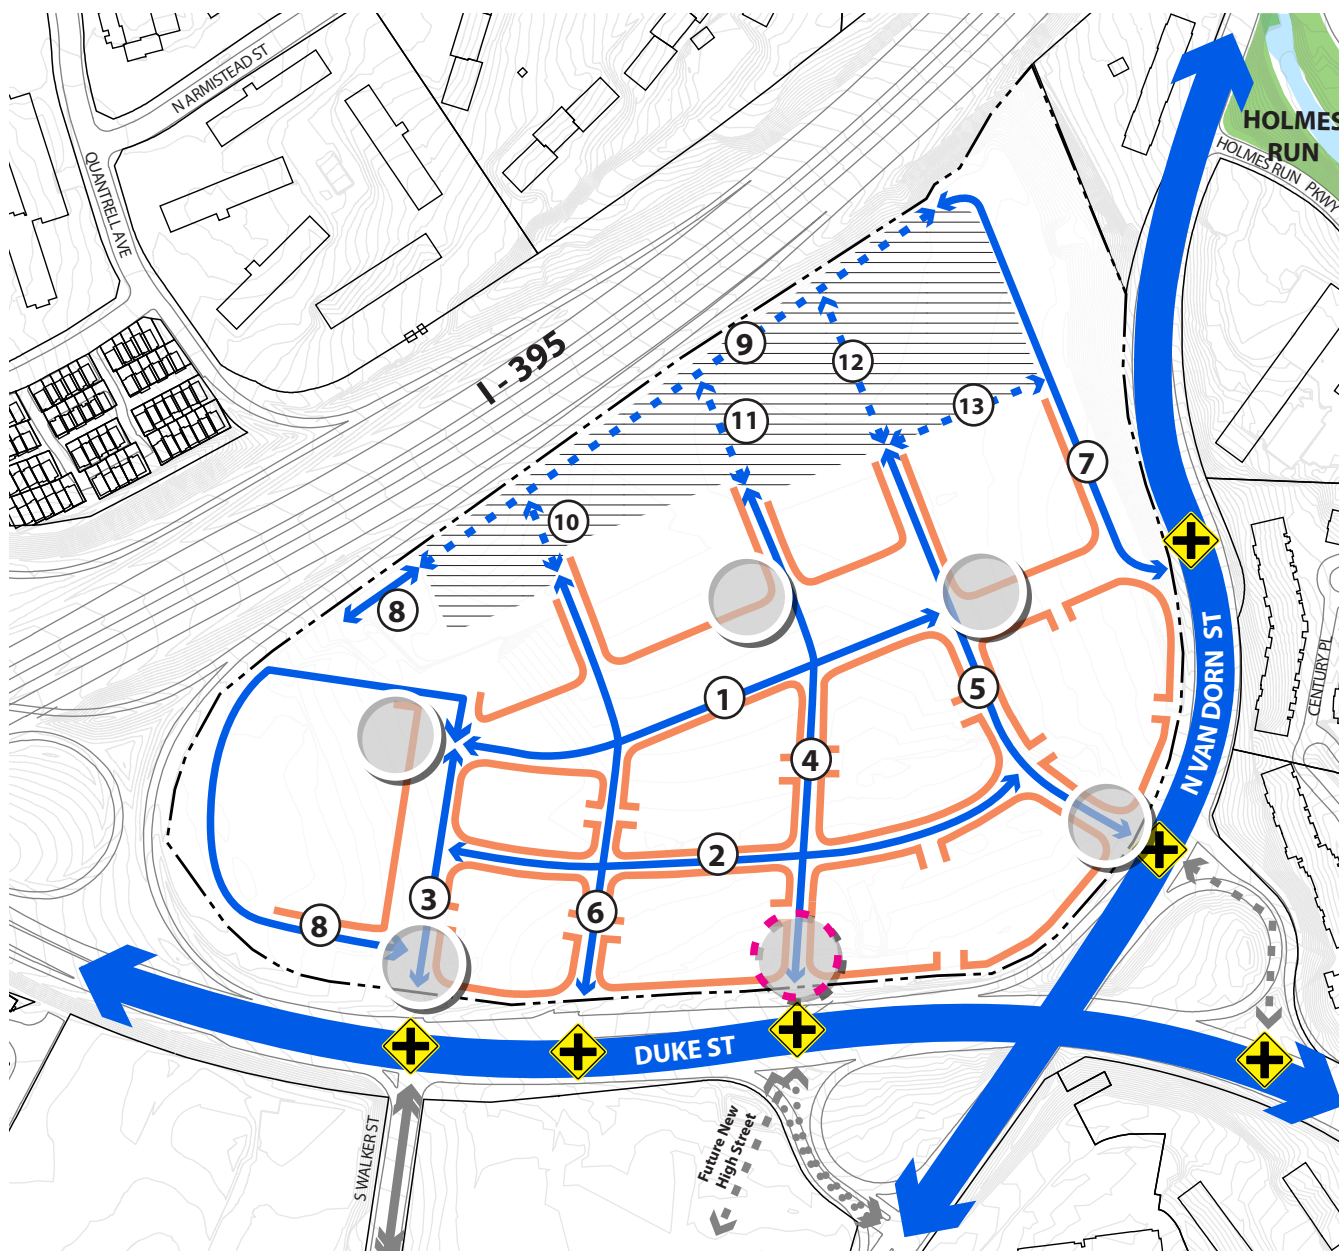 N ARMISTEAD ST
QUANTRELL AVE
HOLMES
RUN
HOLMES RUN PKWY
I - 395
9
12
13
11
7
10
8
1
5
4
N VAN DORN ST
CENTURY PL
2
3
6
8
DUKE ST
S WALKER ST
Future New
High Street